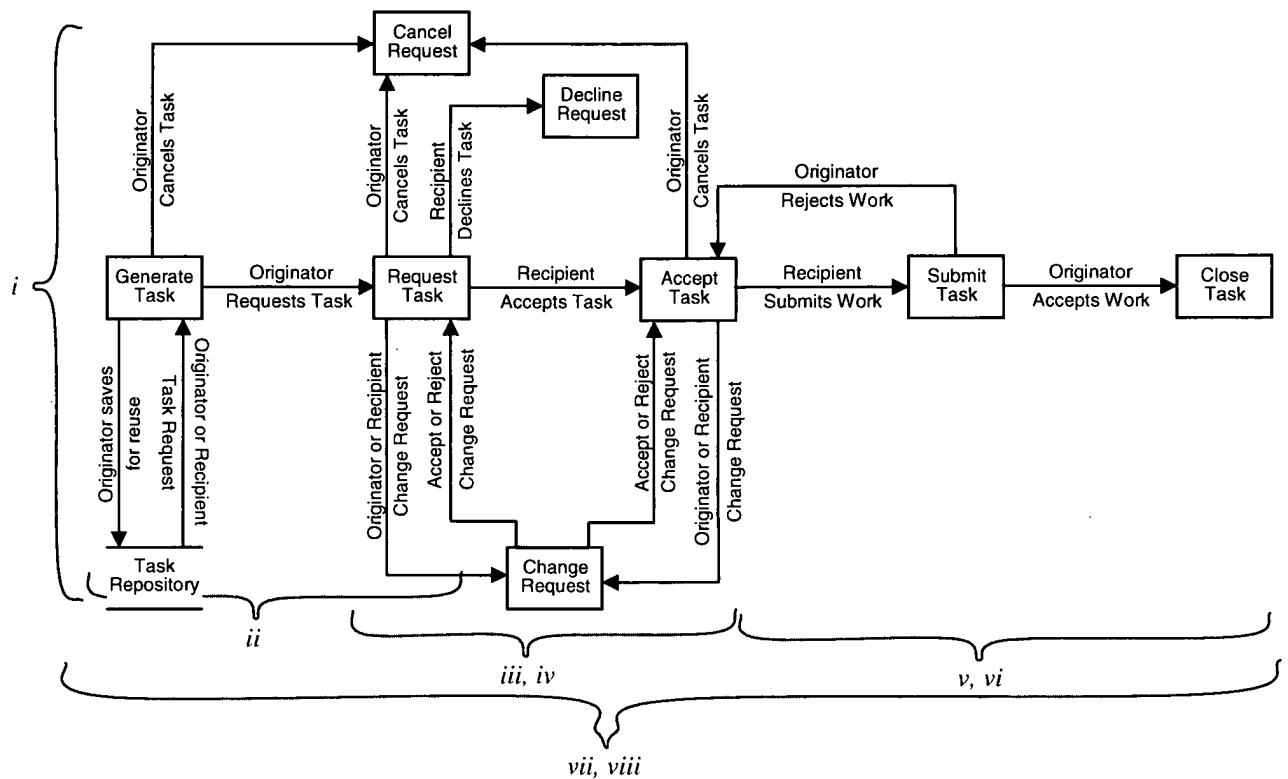 Cancel
Request
Decline
Request
Originator
Cancels Task
Originator
Cancels Task
Recipient
Declines Task
Originator
Cancels Task
Originator
Rejects Work
i
Generate
Task
Originator
Requests Task
Request
Task
Recipient
Accepts Task
Accept
Task
Recipient
Submits Work
Submit
Task
Originator
Accepts Work
Close
Task
Originator saves
for reuse
Originator or Recipient
Task Request
Originator or Recipient
Change Request
Accept or Reject
Change Request
Accept or Reject
Change Request
Originator or Recipient
Change Request
Task
Repository
Change
Request
ii
iii, iv
v, vi
vii, viii